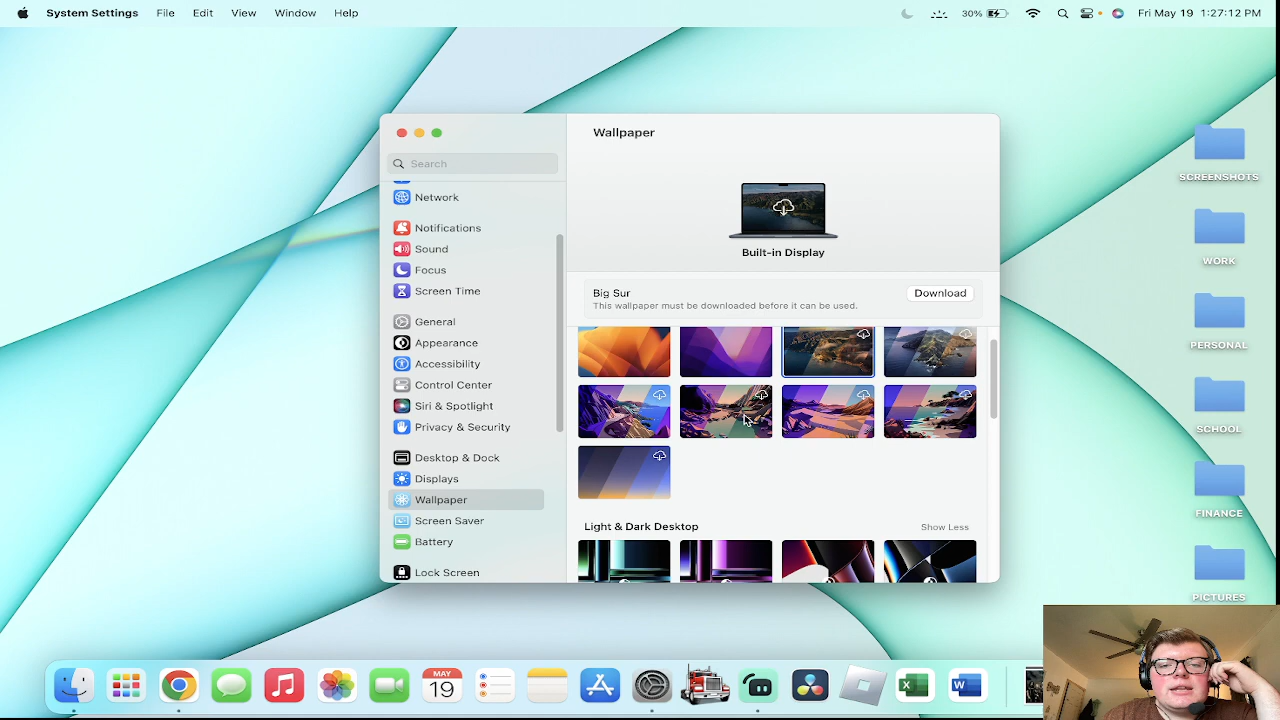 System Settings File Edit View Window Help 30% Fri May 19 1:27:12 PM
Wallpaper
Search
Network
Notifications
Sound
Focus
Screen Time
General
Appearance
Accessibility
Control Center
Siri & Spotlight
Privacy & Security
Desktop & Dock
Displays
Wallpaper
Screen Saver
Battery
Lock Screen
Built-in Display
Big Sur
This wallpaper must be downloaded before it can be used.
Download
Light & Dark Desktop
Show Less
SCREENSHOTS
WORK
PERSONAL
SCHOOL
FINANCE
PICTURES
MAY
19
X
W